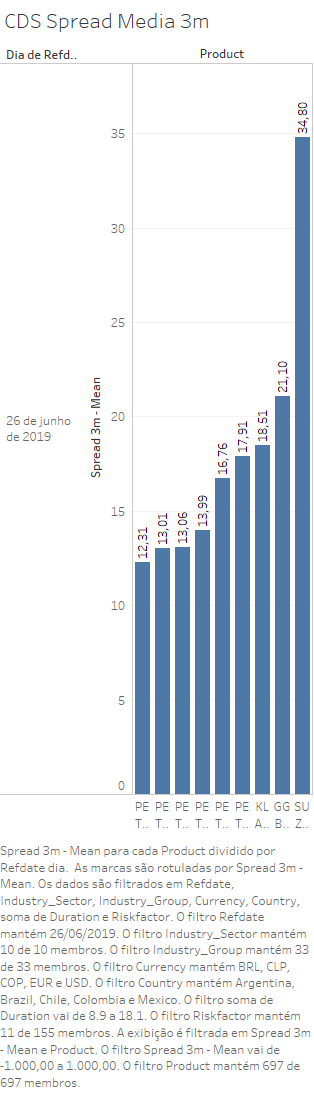 CDS Spread Media 3m
Dia de Refd..
Product
35
30
25
20
15
10
5
0
Spread 3m - Mean
26 de junho
de 2019
12,31
13,01
13,06
13,99
16,76
17,91
18,51
21,10
34,80
PE PE PE PE PE PE KL GG SU
T.. T.. T.. T.. T.. T.. A.. B.. Z..
Spread 3m - Mean para cada Product dividido por
Refdate dia.  As marcas são rotuladas por Spread 3m -
Mean. Os dados são filtrados em Refdate,
Industry_Sector, Industry_Group, Currency, Country,
soma de Duration e Riskfactor. O filtro Refdate
mantém 26/06/2019. O filtro Industry_Sector mantém
10 de 10 membros. O filtro Industry_Group mantém 33
de 33 membros. O filtro Currency mantém BRL, CLP,
COP, EUR e USD. O filtro Country mantém Argentina,
Brazil, Chile, Colombia e Mexico. O filtro soma de
Duration vai de 8.9 a 18.1. O filtro Riskfactor mantém
11 de 155 membros. A exibição é filtrada em Spread 3m
- Mean e Product. O filtro Spread 3m - Mean vai de
-1.000,00 a 1.000,00. O filtro Product mantém 697 de
697 membros.